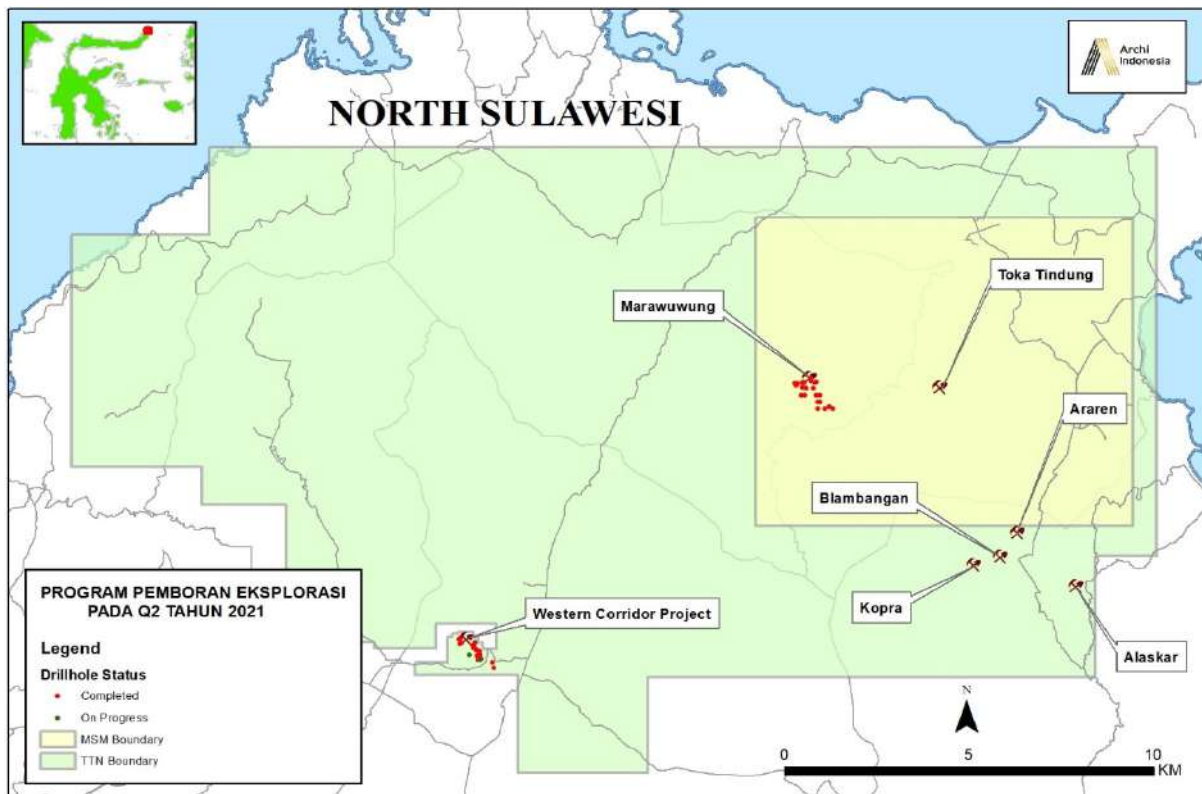 NORTH SULAWESI
Archi
Indonesia
Toka Tindung
Marawuwung
Araren
Blambangan
Kopra
Alaskar
Western Corridor Project
PROGRAM PEMBORAN EKSPLORASI
PADA Q2 TAHUN 2021
Legend
Drillhole Status
Completed
On Progress
MSM Boundary
TTN Boundary
N
0 5 10
KM